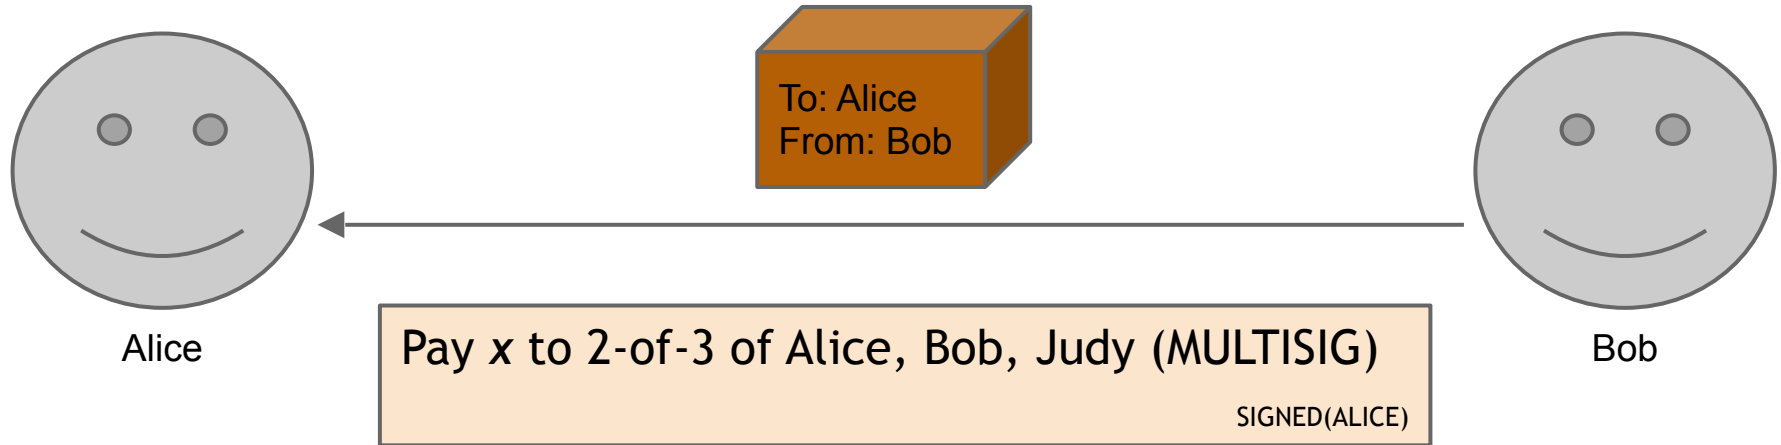 To: Alice
From: Bob
Alice
Pay x to 2-of-3 of Alice, Bob, Judy (MULTISIG)
SIGNED(ALICE)
Bob